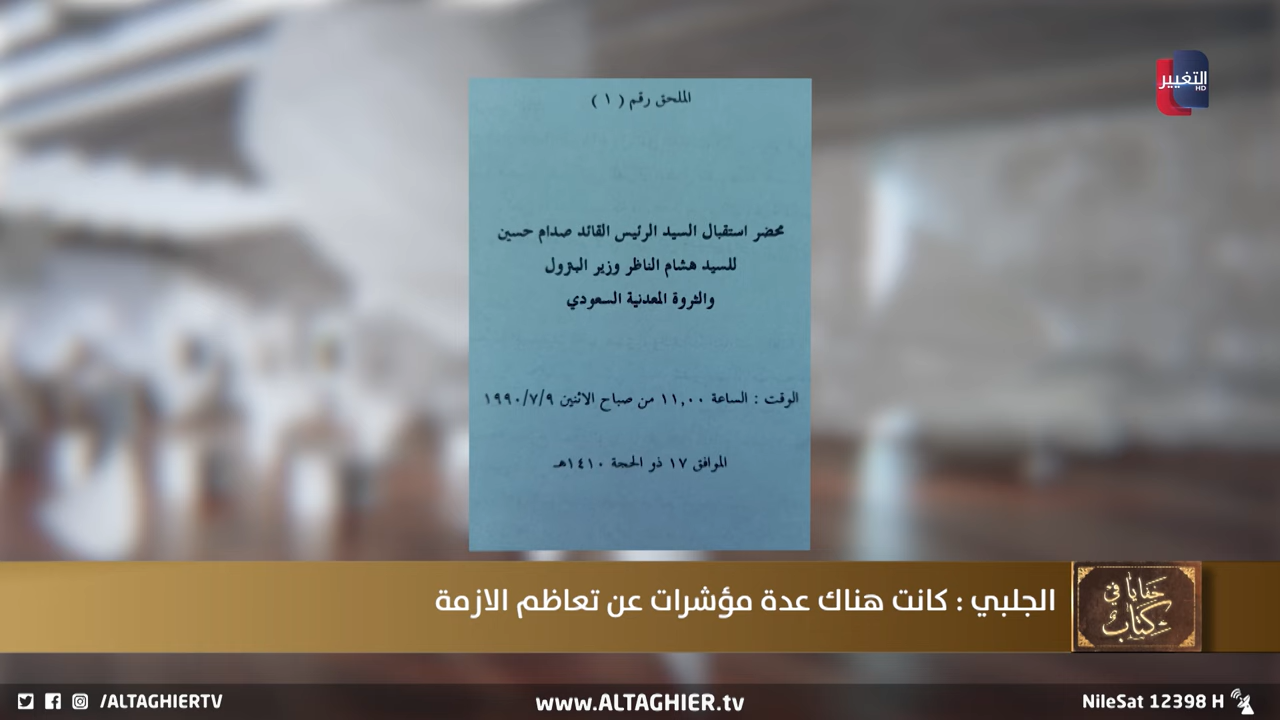 التغيير
HD
الملحق رقم ( ١ )
محضر استقبال السيد الرئيس القائد صدام حسين
للسيد هشام الناظر وزير البترول
والثروة المعدنية السعودي
الوقت : الساعة ١١,٠٠ من صباح الاثنين ١٩٩٠/٧/٩
الموافق ١٧ ذو الحجة ١٤١٠هـ
الجلبي : كانت هناك عدة مؤشرات عن تعاظم الازمة
خفايا في
كتاب
/ALTAGHIERTV
www.ALTAGHIER.tv
NileSat 12398 H